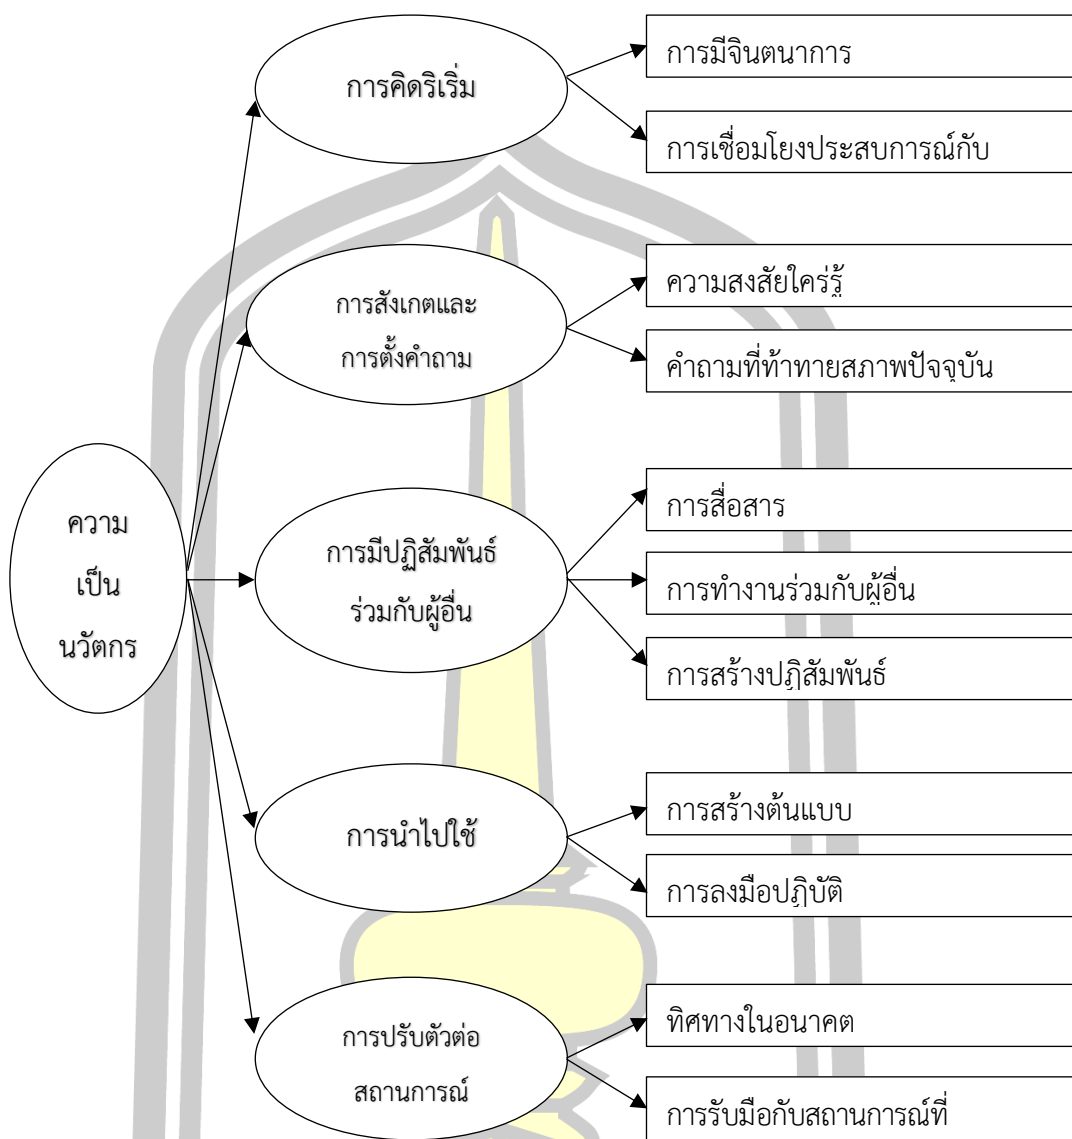 การคิดริเริ่ม
การมีจินตนาการ
การเชื่อมโยงประสบการณ์กับ
การสังเกตและ
การตั้งคำถาม
ความสงสัยใคร่รู้
คำถามที่ท้าทายสภาพปัจจุบัน
ความ
เป็น
นวัตกร
การมีปฏิสัมพันธ์
ร่วมกับผู้อื่น
การสื่อสาร
การทำงานร่วมกับผู้อื่น
การสร้างปฏิสัมพันธ์
การนำไปใช้
การสร้างต้นแบบ
การลงมือปฏิบัติ
การปรับตัวต่อ
สถานการณ์
ทิศทางในอนาคต
การรับมือกับสถานการณ์ที่